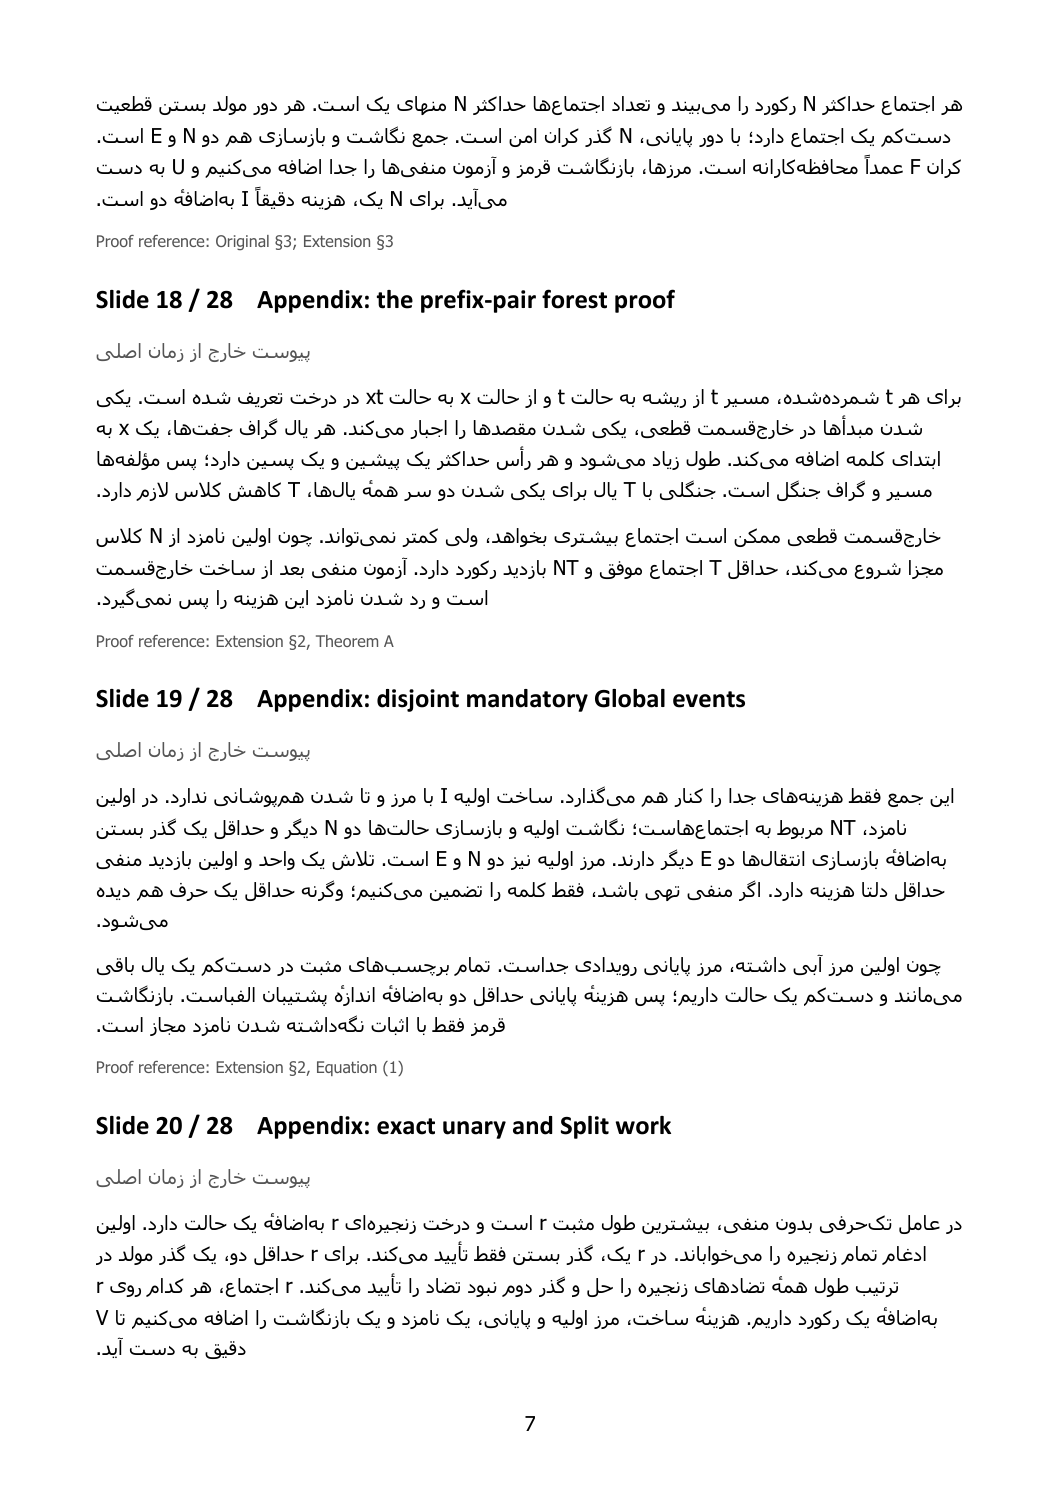 هر اجتماع حداکثر N رکورد را می‌بیند و تعداد اجتماع‌ها حداکثر N منهای یک است. هر دور مولد بستن قطعیت
دست‌کم یک اجتماع دارد؛ با دور پایانی، N گذر کران امن است. جمع نگاشت و بازسازی هم دو N و E است.
کران F عمداً محافظه‌کارانه است. مرزها، بازنگاشت قرمز و آزمون منفی‌ها را جدا اضافه می‌کنیم و U به دست
می‌آید. برای N یک، هزینه دقیقاً I به‌اضافهٔ دو است.
Proof reference: Original §3; Extension §3
Slide 18 / 28 Appendix: the prefix-pair forest proof
پیوست خارج از زمان اصلی
برای هر t شمرده‌شده، مسیر t از ریشه به حالت t و از حالت x به حالت xt در درخت تعریف شده است. یکی
شدن مبدأها در خارج‌قسمت قطعی، یکی شدن مقصدها را اجبار می‌کند. هر یال گراف جفت‌ها، یک x به
ابتدای کلمه اضافه می‌کند. طول زیاد می‌شود و هر رأس حداکثر یک پیشین و یک پسین دارد؛ پس مؤلفه‌ها
مسیر و گراف جنگل است. جنگلی با T یال برای یکی شدن دو سر همهٔ یال‌ها، T کاهش کلاس لازم دارد.
خارج‌قسمت قطعی ممکن است اجتماع بیشتری بخواهد، ولی کمتر نمی‌تواند. چون اولین نامزد از N کلاس
مجزا شروع می‌کند، حداقل T اجتماع موفق و NT بازدید رکورد دارد. آزمون منفی بعد از ساخت خارج‌قسمت
است و رد شدن نامزد این هزینه را پس نمی‌گیرد.
Proof reference: Extension §2, Theorem A
Slide 19 / 28 Appendix: disjoint mandatory Global events
پیوست خارج از زمان اصلی
این جمع فقط هزینه‌های جدا را کنار هم می‌گذارد. ساخت اولیه I با مرز و تا شدن هم‌پوشانی ندارد. در اولین
نامزد، NT مربوط به اجتماع‌هاست؛ نگاشت اولیه و بازسازی حالت‌ها دو N دیگر و حداقل یک گذر بستن
به‌اضافهٔ بازسازی انتقال‌ها دو E دیگر دارند. مرز اولیه نیز دو N و E است. تلاش یک واحد و اولین بازدید منفی
حداقل دلتا هزینه دارد. اگر منفی تهی باشد، فقط کلمه را تضمین می‌کنیم؛ وگرنه حداقل یک حرف هم دیده
می‌شود.
چون اولین مرز آبی داشته، مرز پایانی رویدادی جداست. تمام برچسب‌های مثبت در دست‌کم یک یال باقی
می‌مانند و دست‌کم یک حالت داریم؛ پس هزینهٔ پایانی حداقل دو به‌اضافهٔ اندازهٔ پشتیبان الفباست. بازنگاشت
قرمز فقط با اثبات نگه‌داشته شدن نامزد مجاز است.
Proof reference: Extension §2, Equation (1)
Slide 20 / 28 Appendix: exact unary and Split work
پیوست خارج از زمان اصلی
در عامل تک‌حرفی بدون منفی، بیشترین طول مثبت r است و درخت زنجیره‌ای r به‌اضافهٔ یک حالت دارد. اولین
ادغام تمام زنجیره را می‌خواباند. در r یک، گذر بستن فقط تأیید می‌کند. برای r حداقل دو، یک گذر مولد در
ترتیب طول همهٔ تضادهای زنجیره را حل و گذر دوم نبود تضاد را تأیید می‌کند. r اجتماع، هر کدام روی r
به‌اضافهٔ یک رکورد داریم. هزینهٔ ساخت، مرز اولیه و پایانی، یک نامزد و یک بازنگاشت را اضافه می‌کنیم تا V
دقیق به دست آید.
7